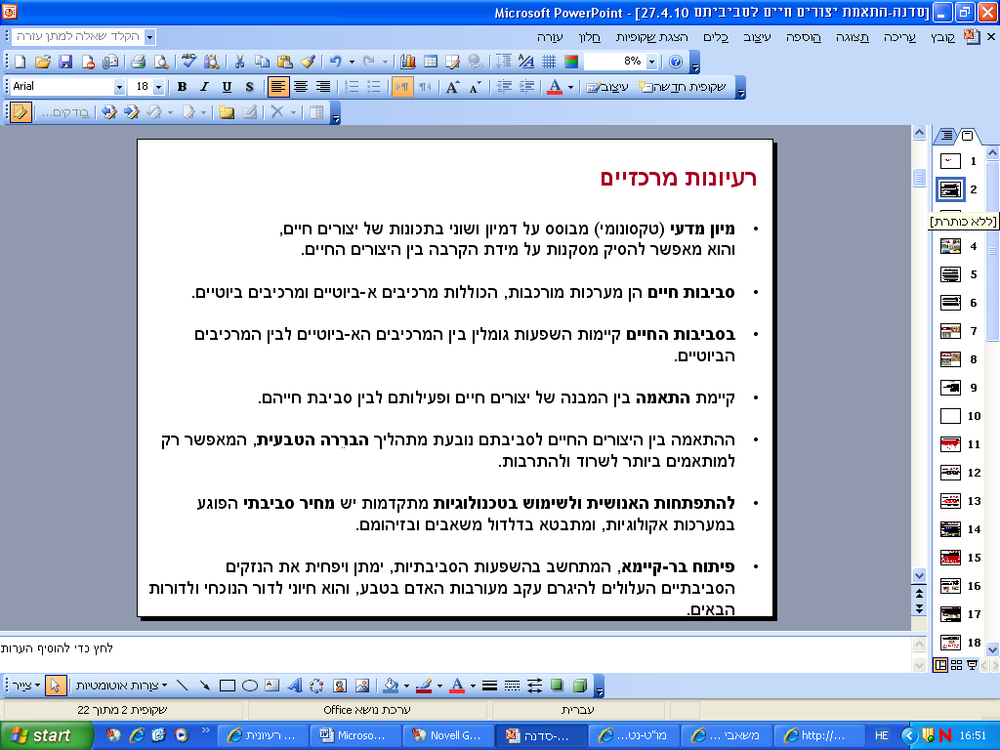 Microsoft PowerPoint - [סדנה-התאמת יצורים חיים לסביביתם 27.4.10]
קובץ עריכה תצוגה הוספה עיצוב כלים הצגת שקופיות חלון עזרה
הקלד שאלה למתן עזרה
8%
Arial 18 B I U S עיצוב שקופית חדשה
בודקים...
רעיונות מרכזיים
• מיון מדעי (טקסונומי) מבוסס על דמיון ושוני בתכונות של יצורים חיים,
והוא מאפשר להסיק מסקנות על מידת הקרבה בין היצורים החיים.
• סביבות חיים הן מערכות מורכבות, הכוללות מרכיבים א-ביוטיים ומרכיבים ביוטיים.
• בסביבות החיים קיימות השפעות גומלין בין המרכיבים הא-ביוטיים לבין המרכיבים
הביוטיים.
• קיימת התאמה בין המבנה של יצורים חיים ופעילותם לבין סביבת חייהם.
• ההתאמה בין היצורים החיים לסביבתם נובעת מתהליך הבררה הטבעית, המאפשר רק
למותאמים ביותר לשרוד ולהתרבות.
• להתפתחות האנושית ולשימוש בטכנולוגיות מתקדמות יש מחיר סביבתי הפוגע
במערכות אקולוגיות, ומתבטא בדלדול משאבים ובזיהומם.
• פיתוח בר-קיימא, המתחשב בהשפעות הסביבתיות, ימתן ויפחית את הנזקים
הסביבתיים העלולים להיגרם עקב מעורבות האדם בטבע, והוא חיוני לדור הנוכחי ולדורות
הבאים.
1
2
[ללא כותרת]
4
5
6
7
8
9
10
11
12
13
14
15
16
17
18
לחץ כדי להוסיף הערות
צייר צורות אוטומטיות
שקופית 2 מתוך 22 ערכת נושא Office עברית
start
רעיונית ...
Microso...
Novell G...
סדנה-...
מו"ט-נט...
משאבי ...
http://...
HE
16:51